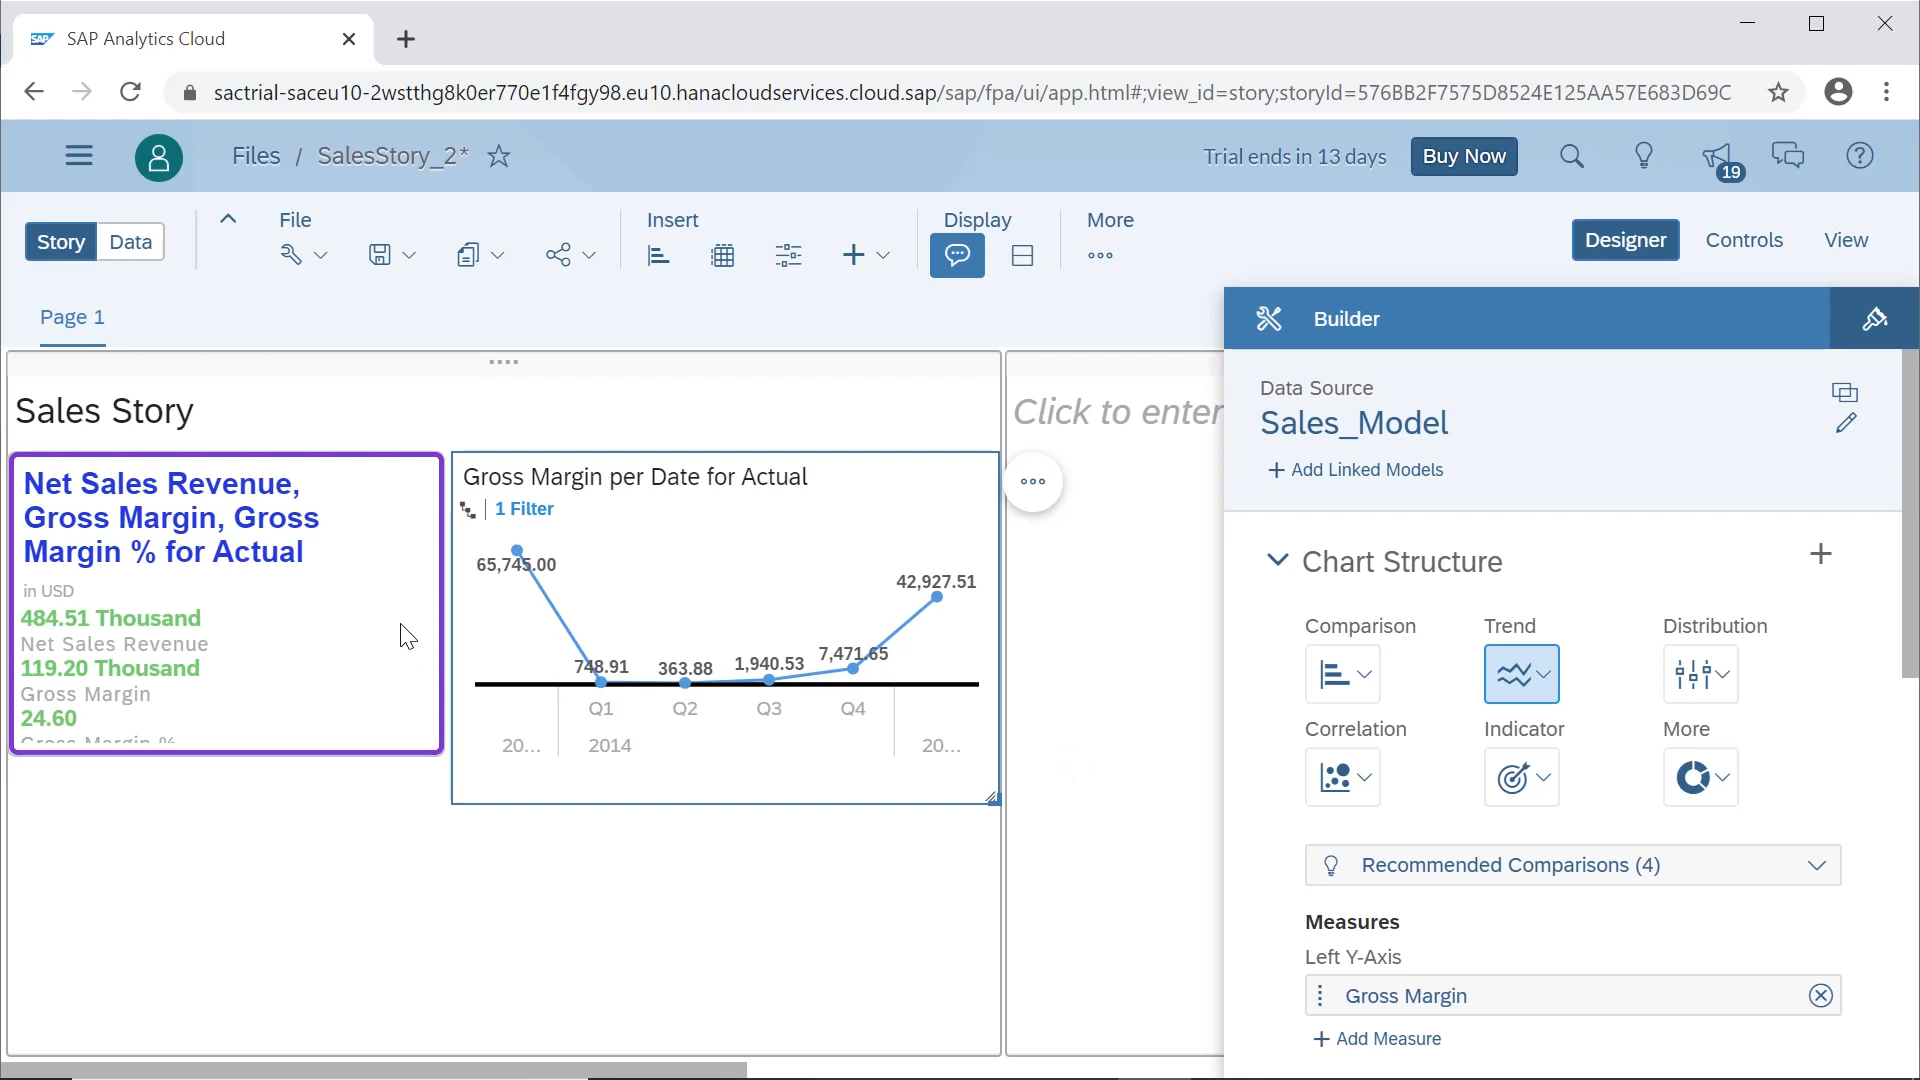 SAP SAP Analytics Cloud
sactrial-saceu10-2wstthg8k0er770e1f4fgy98.eu10.hanacloudservices.cloud.sap/sap/fpa/ui/app.html#;view_id=story;storyId=576BB2F7575D8524E125AA57E683D69C
Files / SalesStory_2*
Trial ends in 13 days
Buy Now
19
Story Data
File
Insert
Display
More
Designer Controls View
Page 1
Builder
Sales Story
Click to enter
Data Source
Sales_Model
+ Add Linked Models
Net Sales Revenue,
Gross Margin, Gross
Margin % for Actual
in USD
484.51 Thousand
Net Sales Revenue
119.20 Thousand
Gross Margin
24.60
Gross Margin %
Gross Margin per Date for Actual
1 Filter
65,745.00
748.91
363.88
1,940.53
7,471.65
42,927.51
Q1 Q2 Q3 Q4
20... 2014 20...
Chart Structure
Comparison Trend Distribution
Correlation Indicator More
Recommended Comparisons (4)
Measures
Left Y-Axis
Gross Margin
+ Add Measure